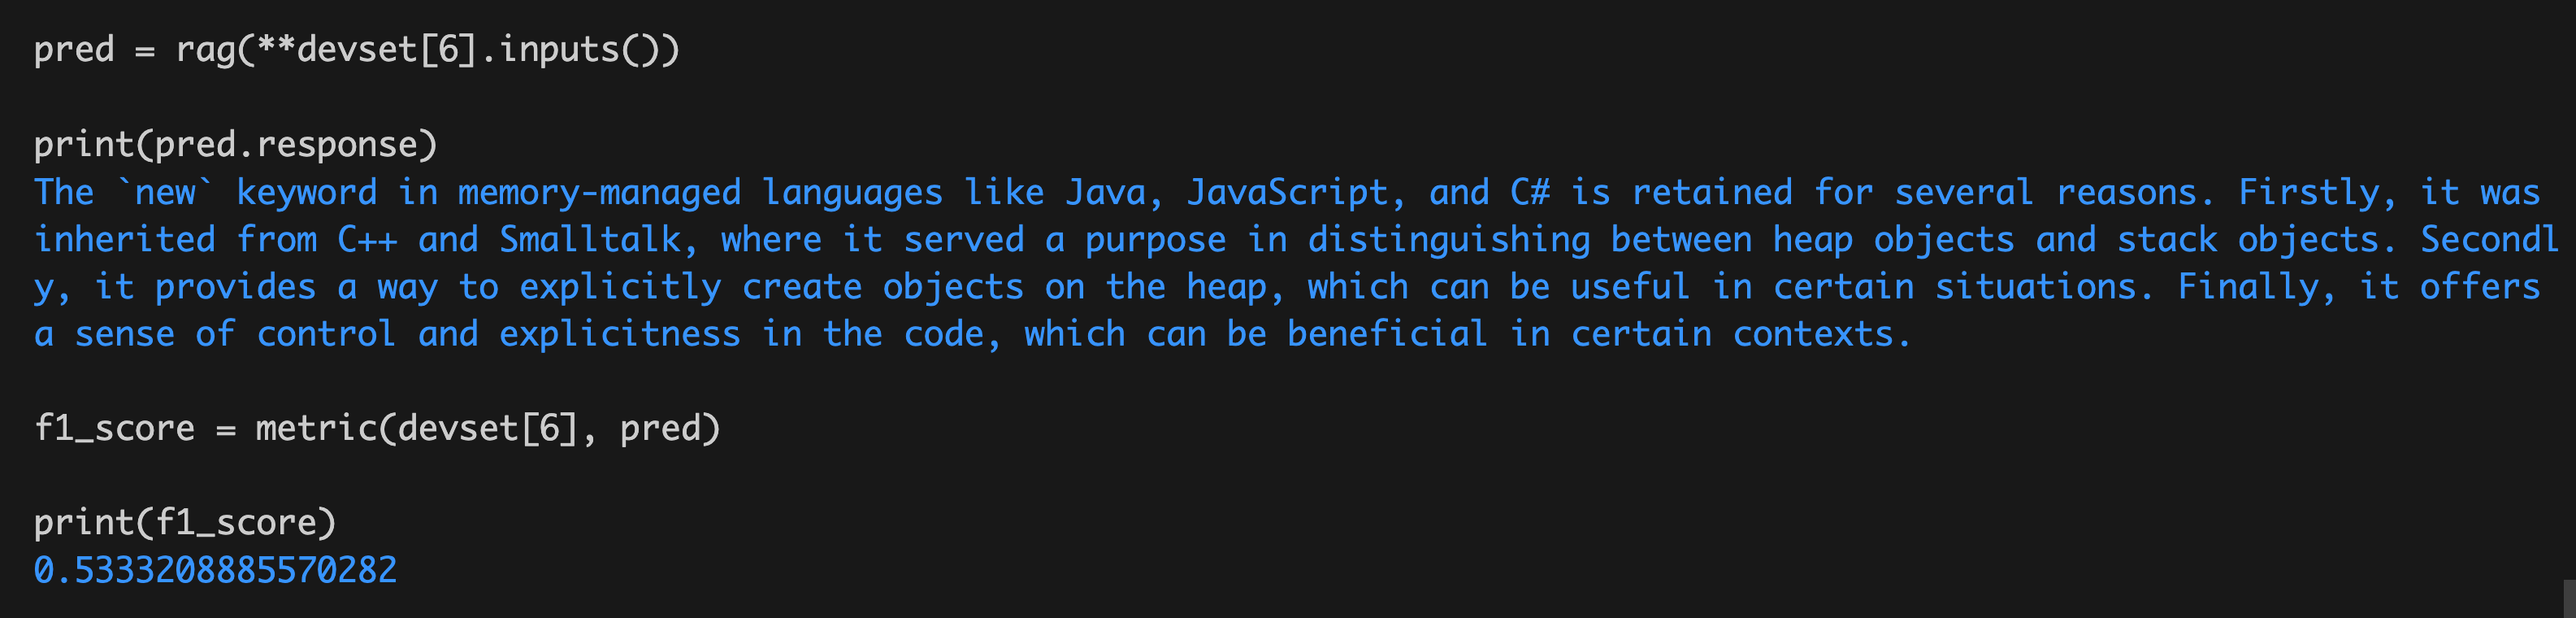 pred = rag(**devset[6].inputs())
print(pred.response)
The `new` keyword in memory-managed languages like Java, JavaScript, and C# is retained for several reasons. Firstly, it was
inherited from C++ and Smalltalk, where it served a purpose in distinguishing between heap objects and stack objects. Secondl
y, it provides a way to explicitly create objects on the heap, which can be useful in certain situations. Finally, it offers
a sense of control and explicitness in the code, which can be beneficial in certain contexts.
f1_score = metric(devset[6], pred)
print(f1_score)
0.5333208885570282